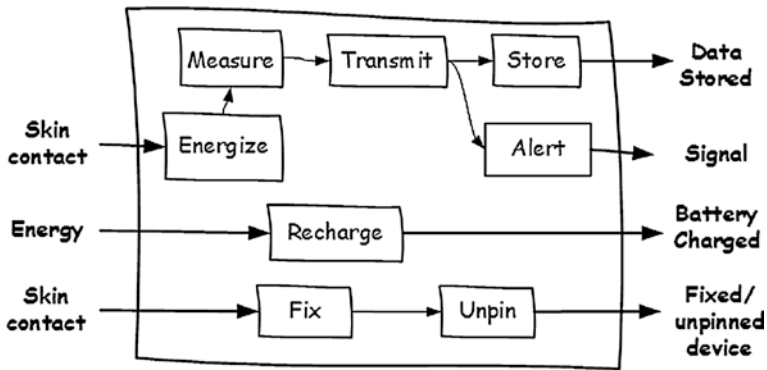 Measure
Transmit
Store
Data
Stored
Skin
contact
Energize
Alert
Signal
Energy
Recharge
Battery
Charged
Skin
contact
Fix
Unpin
Fixed/
unpinned
device